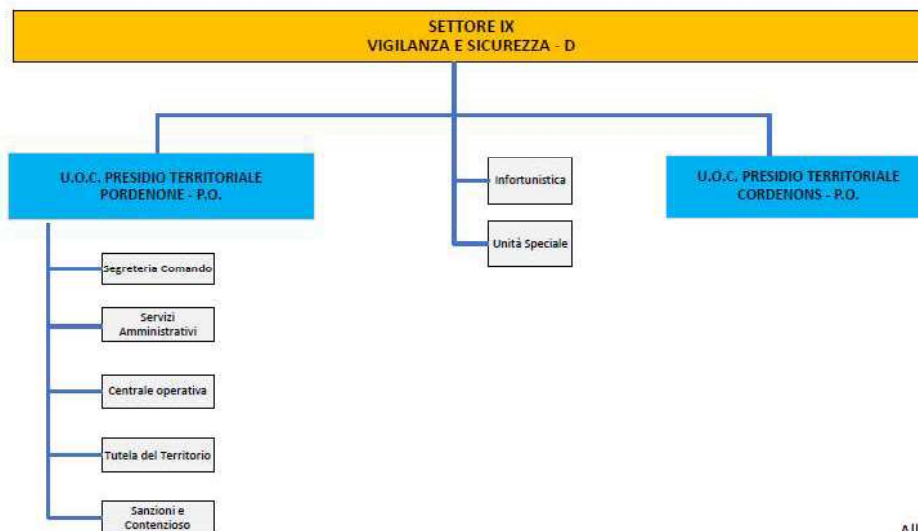 SETTORE IX
VIGILANZA E SICUREZZA - D
U.O.C. PRESIDIO TERRITORIALE
PORDENONE - P.O.
Infortunistica
U.O.C. PRESIDIO TERRITORIALE
CORDENONS - P.O.
Unità Speciale
Segreteria Comando
Servizi
Amministrativi
Centrale operativa
Tutela del Territorio
Sanzioni e
Contenzioso